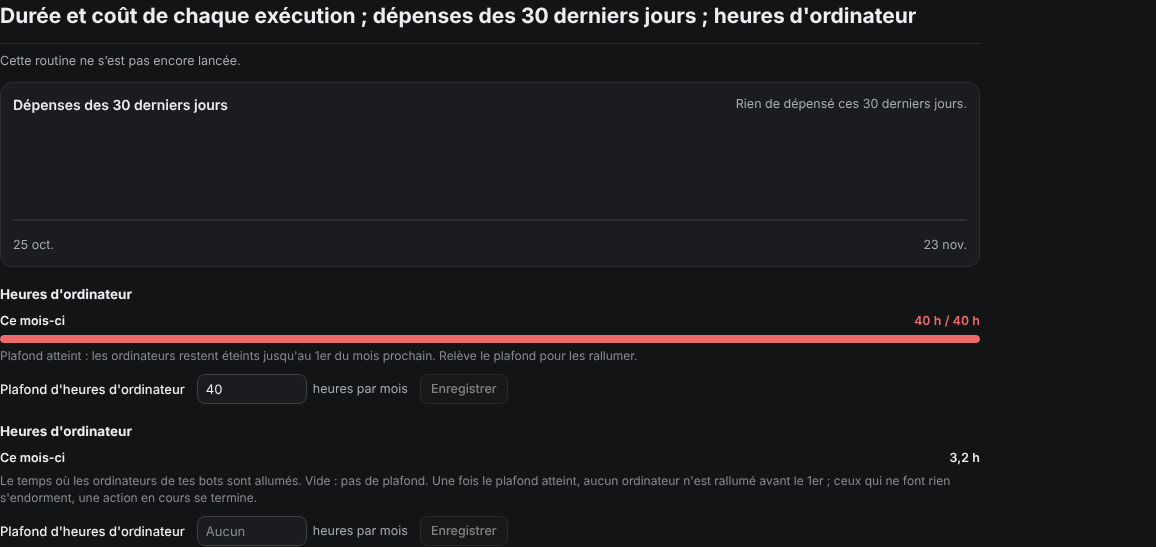 Durée et coût de chaque exécution ; dépenses des 30 derniers jours ; heures d'ordinateur
Cette routine ne s’est pas encore lancée.
Dépenses des 30 derniers jours
Rien de dépensé ces 30 derniers jours.
25 oct.
23 nov.
Heures d'ordinateur
Ce mois-ci
40 h / 40 h
Plafond atteint : les ordinateurs restent éteints jusqu'au 1er du mois prochain. Relève le plafond pour les rallumer.
Plafond d'heures d'ordinateur 40 heures par mois Enregistrer
Heures d'ordinateur
Ce mois-ci
3,2 h
Le temps où les ordinateurs de tes bots sont allumés. Vide : pas de plafond. Une fois le plafond atteint, aucun ordinateur n'est rallumé avant le 1er ; ceux qui ne font rien
s'endorment, une action en cours se termine.
Plafond d'heures d'ordinateur Aucun heures par mois Enregistrer